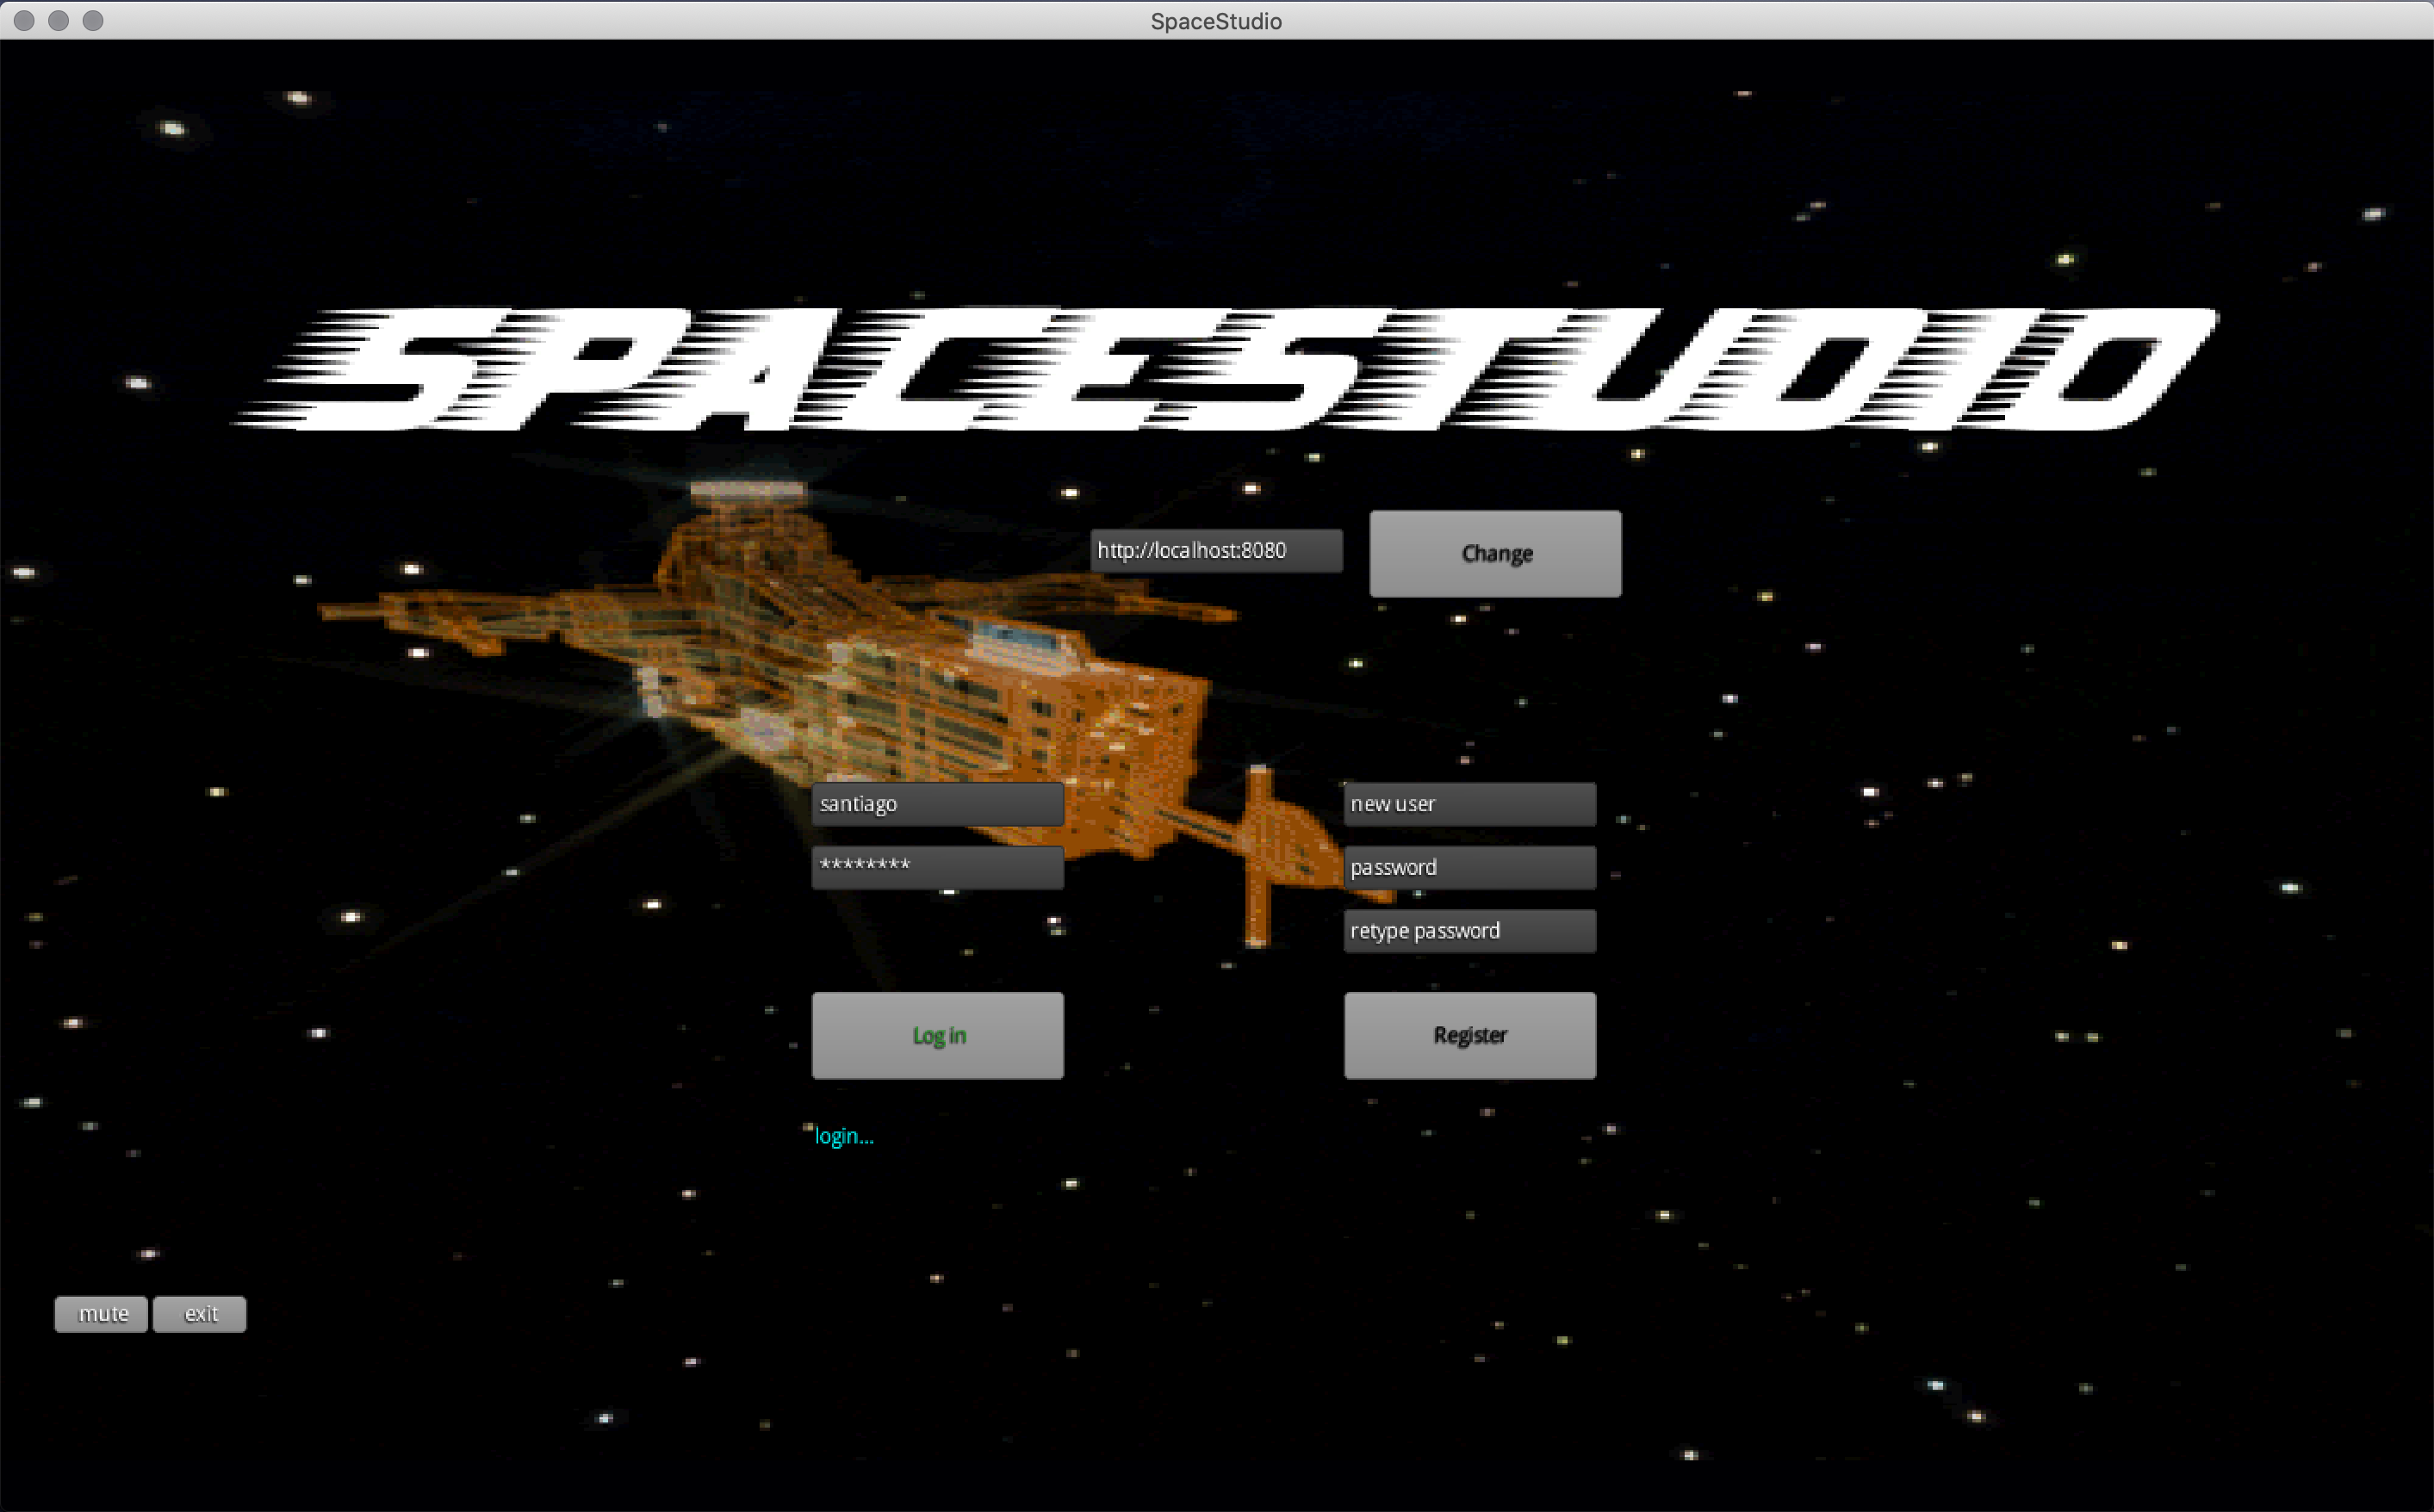 SpaceStudio
SPACESTUDIO
http://localhost:8080
Change
santiago
new user
********
password
retype password
Log in
Register
login...
mute
exit